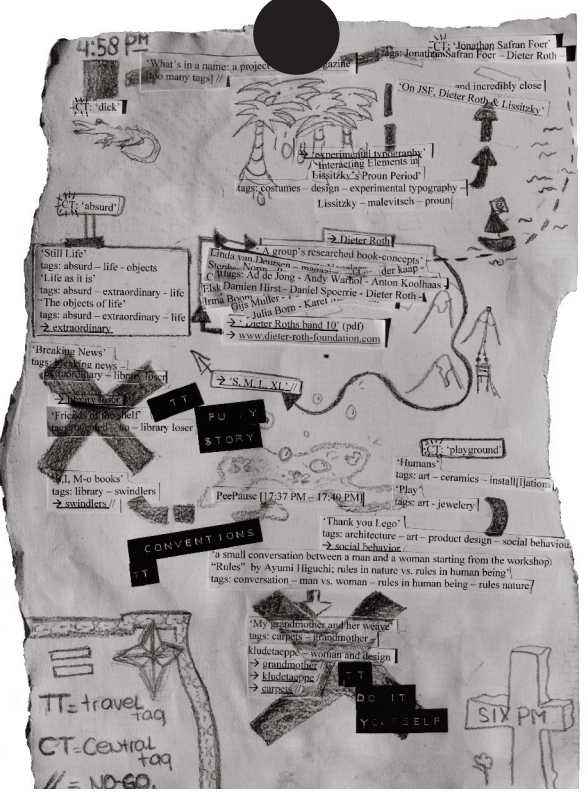 4:58 PM
'What's in a name: a project
gazine'
too many tags] //
CT: 'Jonathan Safran Foer'
tags: Jonathan Safran Foer – Dieter Roth –
CT: 'dick'
and incredibly close
'On JSF, Dieter Roth & Lissitzky'
→ 'experimental typography'
'Interacting Elements in
Lissitzky's Proun Period'
tags: costumes – design – experimental typography –
Lissitzky – malevitsch – proun
CT: 'absurd'
'Still Life'
tags: absurd – life - objects
'Life as it is'
tags: absurd – extraordinary - life
'The objects of life'
tags: absurd – extraordinary – life
→ extraordinary
→ Dieter Roth
'A group's researched book-concepts'
Linda van Deursen –
der kaap
tags: Ad de Jong - Andy Warhol - Anton Koolhaas
Elsk Damien Hirst - Daniel Spoerrie - Dieter Roth -
Irma Boom
Gijs Muller -
- Julia Born - Karel
→ 'Dieter Roths band 10' (pdf)
→ www.dieter-roth-foundation.com
'Breaking News'
tags: breaking news –
extraordinary – library loser
→ library loser
'Friends of the shelf'
– library loser
→ 'S, M, L, XL' //
TT
STORY
M-o books'
tags: library – swindlers
→ swindlers //
CT: 'playground'
'Humans'
tags: art – ceramics – install[l]ations
'Play'
tags: art - jewelery
PeePause [17:37 PM – 17:40 PM]
'Thank you Lego'
tags: architecture – art – product design – social behaviou
→ social behavior
CONVENTIONS
TT
'a small conversation between a man and a woman starting from the workshop
"Rules" by Ayumi Higuchi; rules in nature vs. rules in human being'
tags: conversation – man vs. woman – rules in human being – rules nature
'My grandmother and her weave'
tags: carpets – grandmother –
kludetaeppe – woman and design
→ grandmother
→ kludetaeppe
→ carpets //
TT
DO IT
YOURSELF
SIX PM
TT = travel
tag
CT = Central
tag
// = NO-GO.